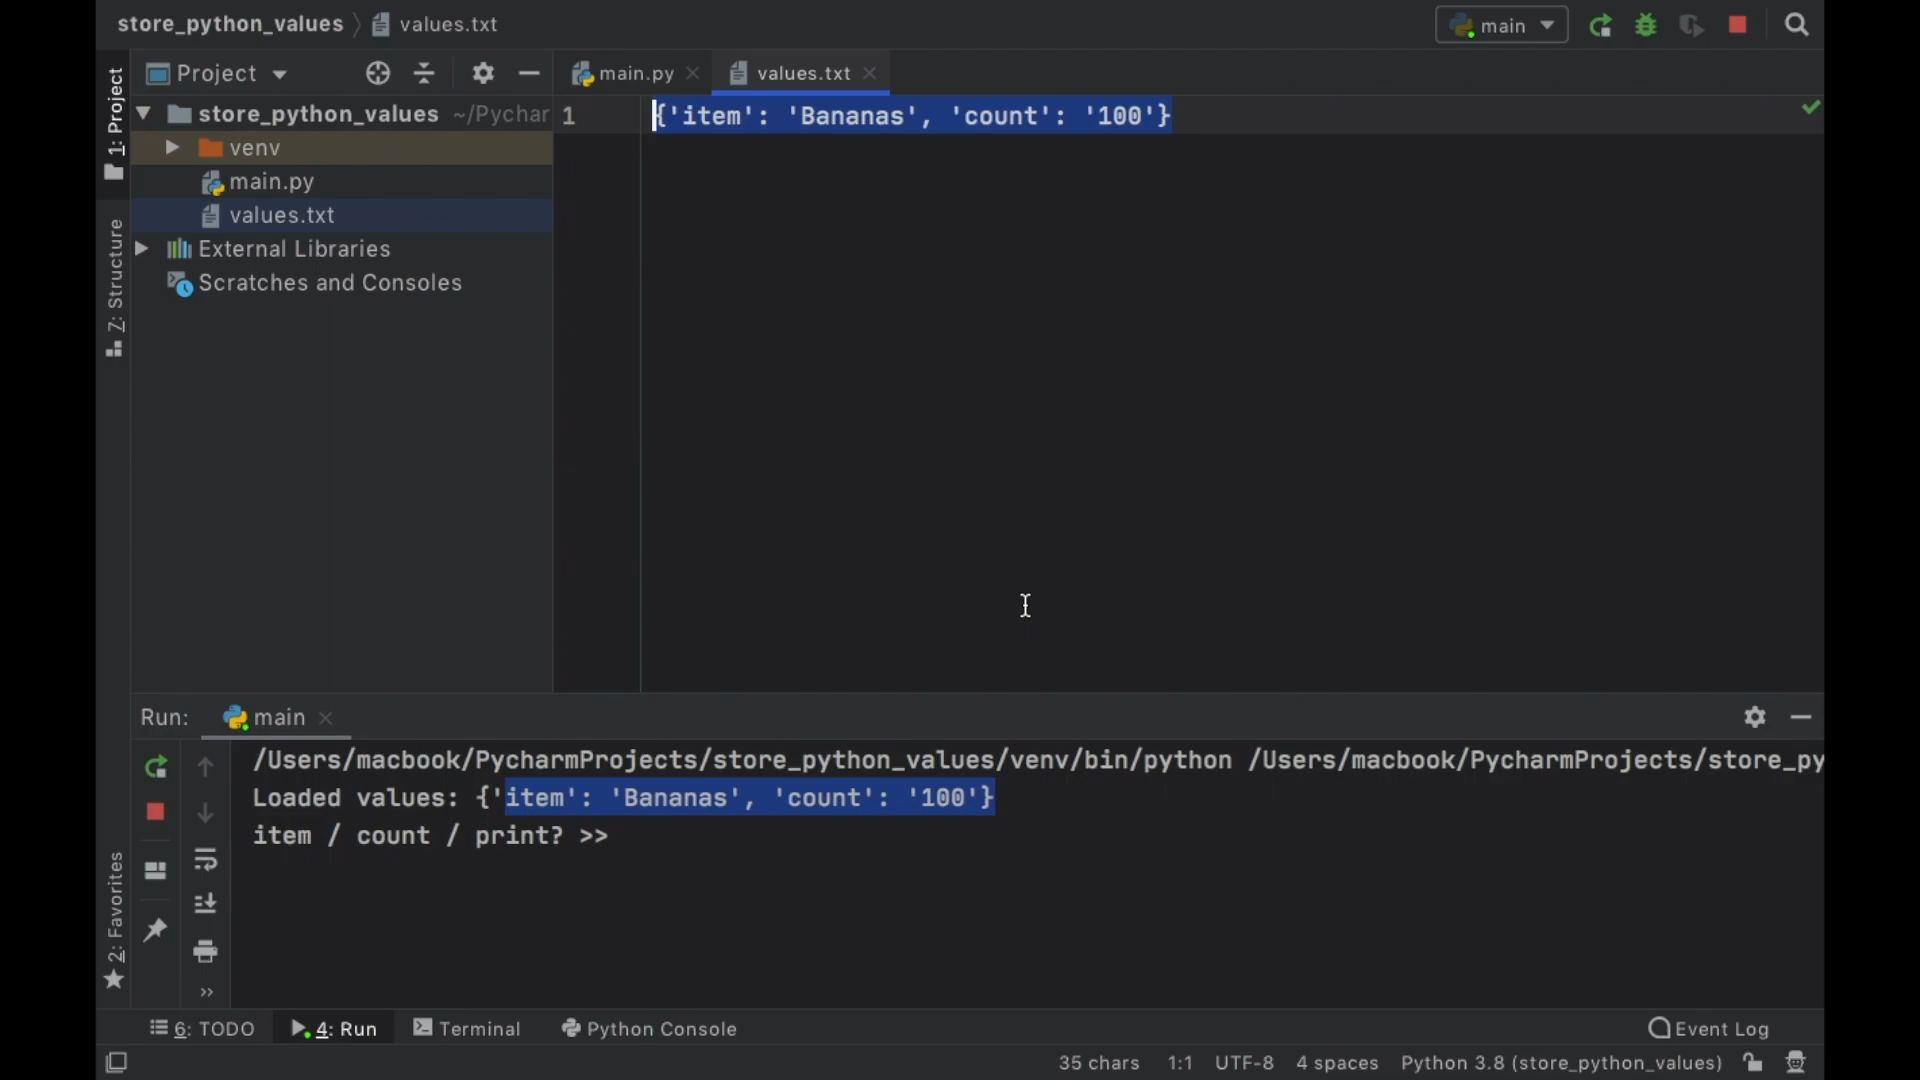 store_python_values
values.txt
main
1: Project
Project
main.py
values.txt
store_python_values ~/Pychar
1
{'item': 'Bananas', 'count': '100'}
venv
main.py
values.txt
Z: Structure
External Libraries
Scratches and Consoles
Run:
main
/Users/macbook/PycharmProjects/store_python_values/venv/bin/python /Users/macbook/PycharmProjects/store_py
Loaded values: {'item': 'Bananas', 'count': '100'}
item / count / print? >>
2: Favorites
6: TODO
4: Run
Terminal
Python Console
Event Log
35 chars
1:1
UTF-8
4 spaces
Python 3.8 (store_python_values)